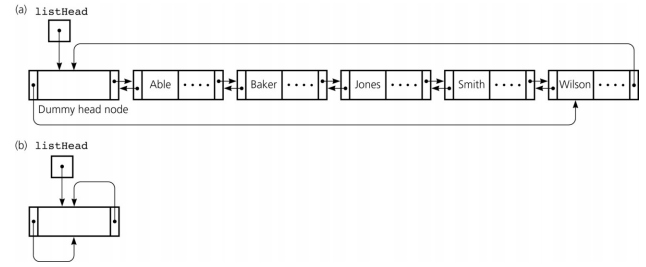 (a) listHead
Able •••• Baker •••• Jones •••• Smith •••• Wilson ••••
Dummy head node
(b) listHead